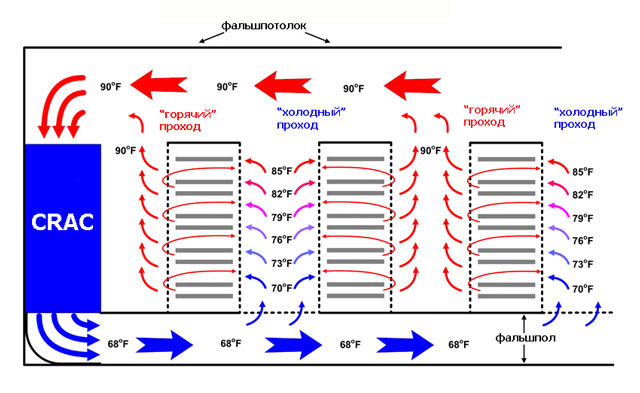 фальшпотолок
90°F 90°F 90°F
"горячий" проход
"холодный" проход
"горячий" проход
"холодный" проход
90°F
90°F
CRAC
85°F
82°F
79°F
76°F
73°F
70°F
85°F
82°F
79°F
76°F
73°F
70°F
фальшпол
68°F 68°F 68°F 68°F